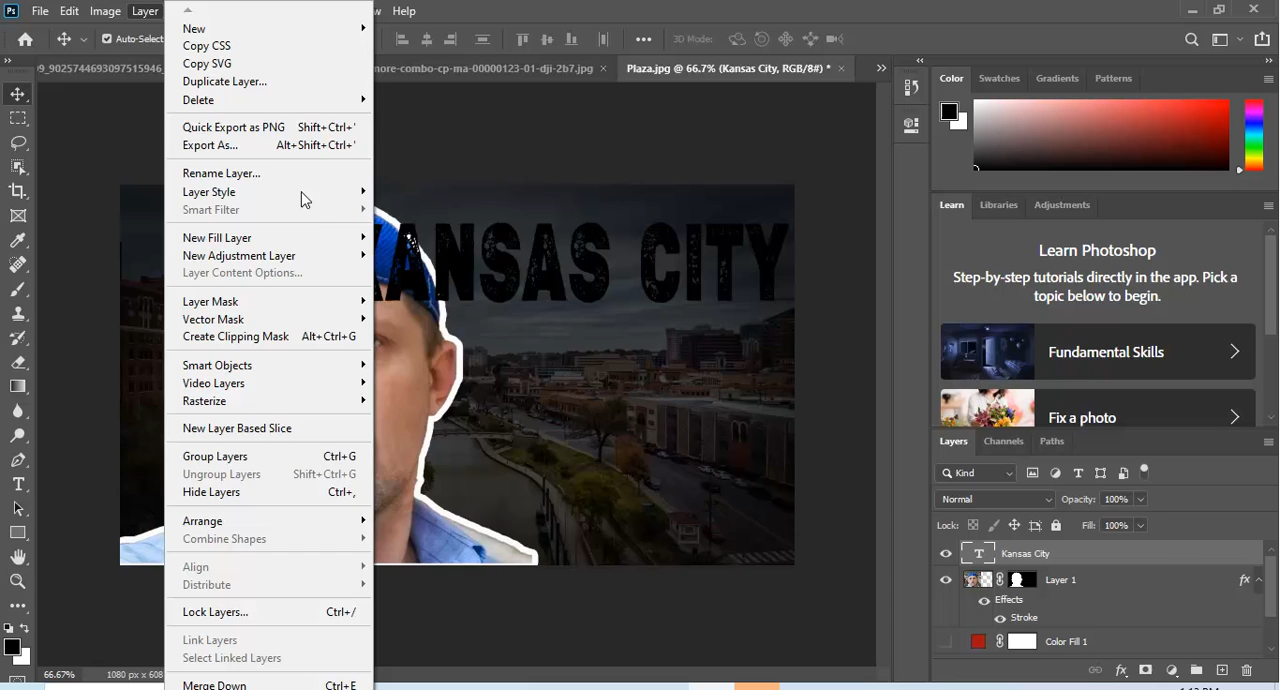 Ps File Edit Image Layer Help
Auto-Select 3D Mode:
09_9025744693097515946_ more-combo-cp-ma-00000123-01-dji-2b7.jpg × Plaza.jpg @ 66.7% (Kansas City, RGB/8#) * ×
New
Copy CSS
Copy SVG
Duplicate Layer...
Delete
Quick Export as PNG Shift+Ctrl+'
Export As... Alt+Shift+Ctrl+'
Rename Layer...
Layer Style
Smart Filter
New Fill Layer
New Adjustment Layer
Layer Content Options...
Layer Mask
Vector Mask
Create Clipping Mask Alt+Ctrl+G
Smart Objects
Video Layers
Rasterize
New Layer Based Slice
Group Layers Ctrl+G
Ungroup Layers Shift+Ctrl+G
Hide Layers Ctrl+,
Arrange
Combine Shapes
Align
Distribute
Lock Layers... Ctrl+/
Link Layers
Select Linked Layers
Merge Down Ctrl+E
KANSAS CITY
66.67% 1080 px x 608
Color Swatches Gradients Patterns
Learn Libraries Adjustments
Learn Photoshop
Step-by-step tutorials directly in the app. Pick a
topic below to begin.
Fundamental Skills
Fix a photo
Layers Channels Paths
Kind
Normal Opacity: 100%
Lock: Fill: 100%
T Kansas City
Layer 1 fx
Effects
Stroke
Color Fill 1
fx